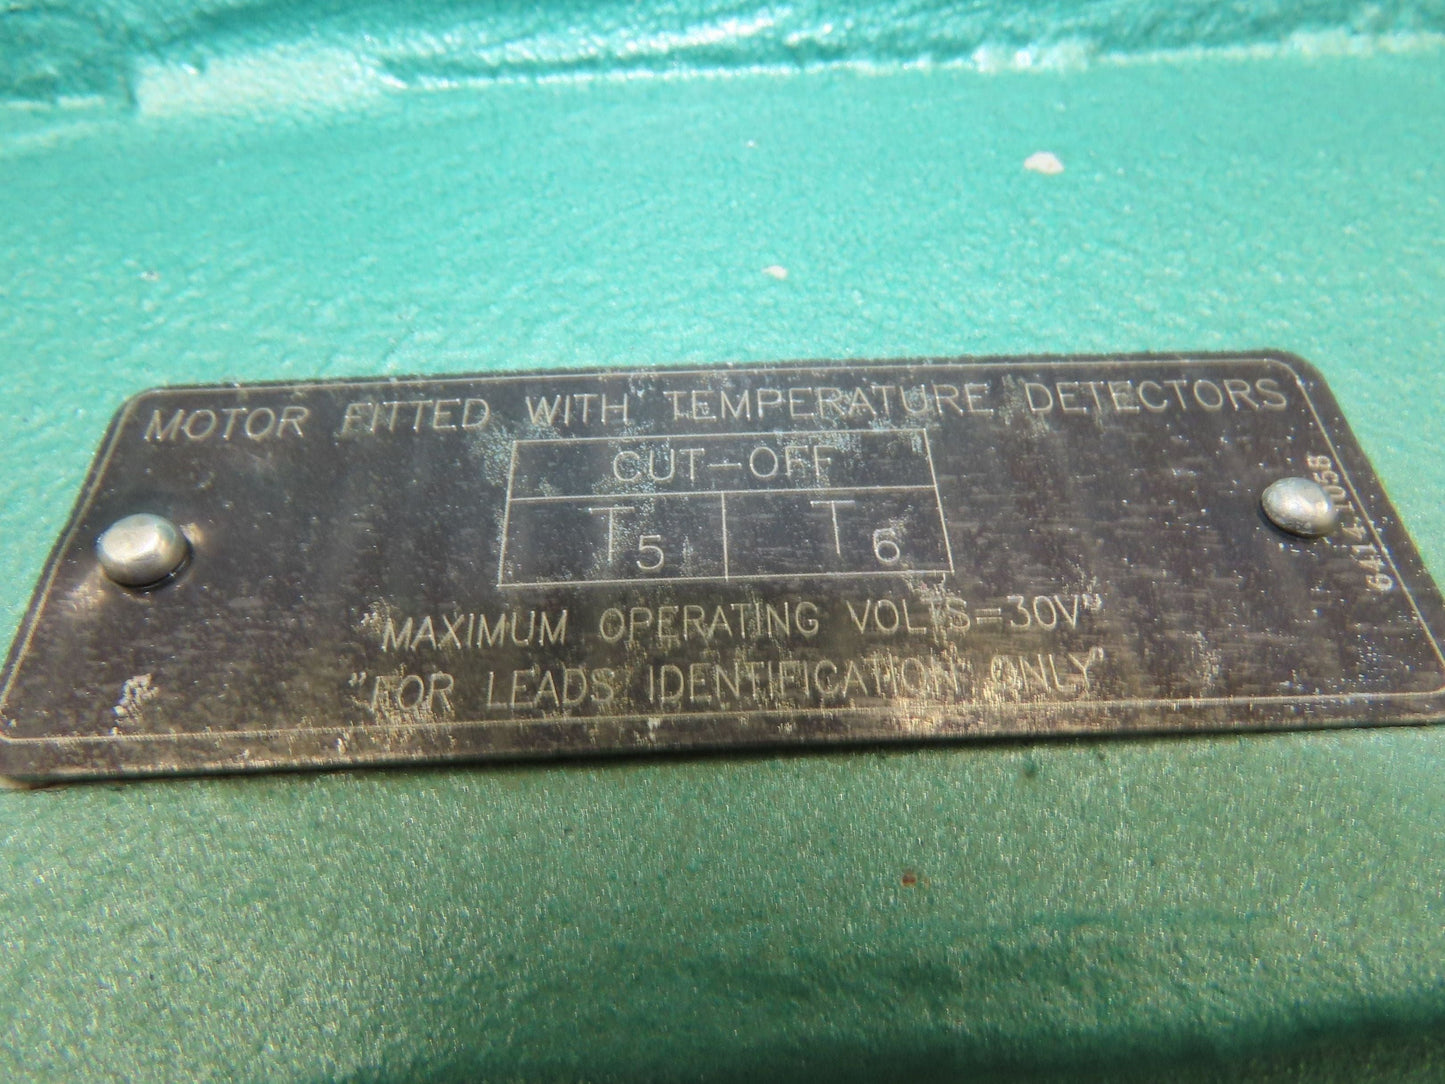 MOTOR FITTED WITH TEMPERATURE DETECTORS
CUT-OFF
T5 T6
"MAXIMUM OPERATING VOLTS=30V"
"FOR LEADS IDENTIFICATION ONLY"